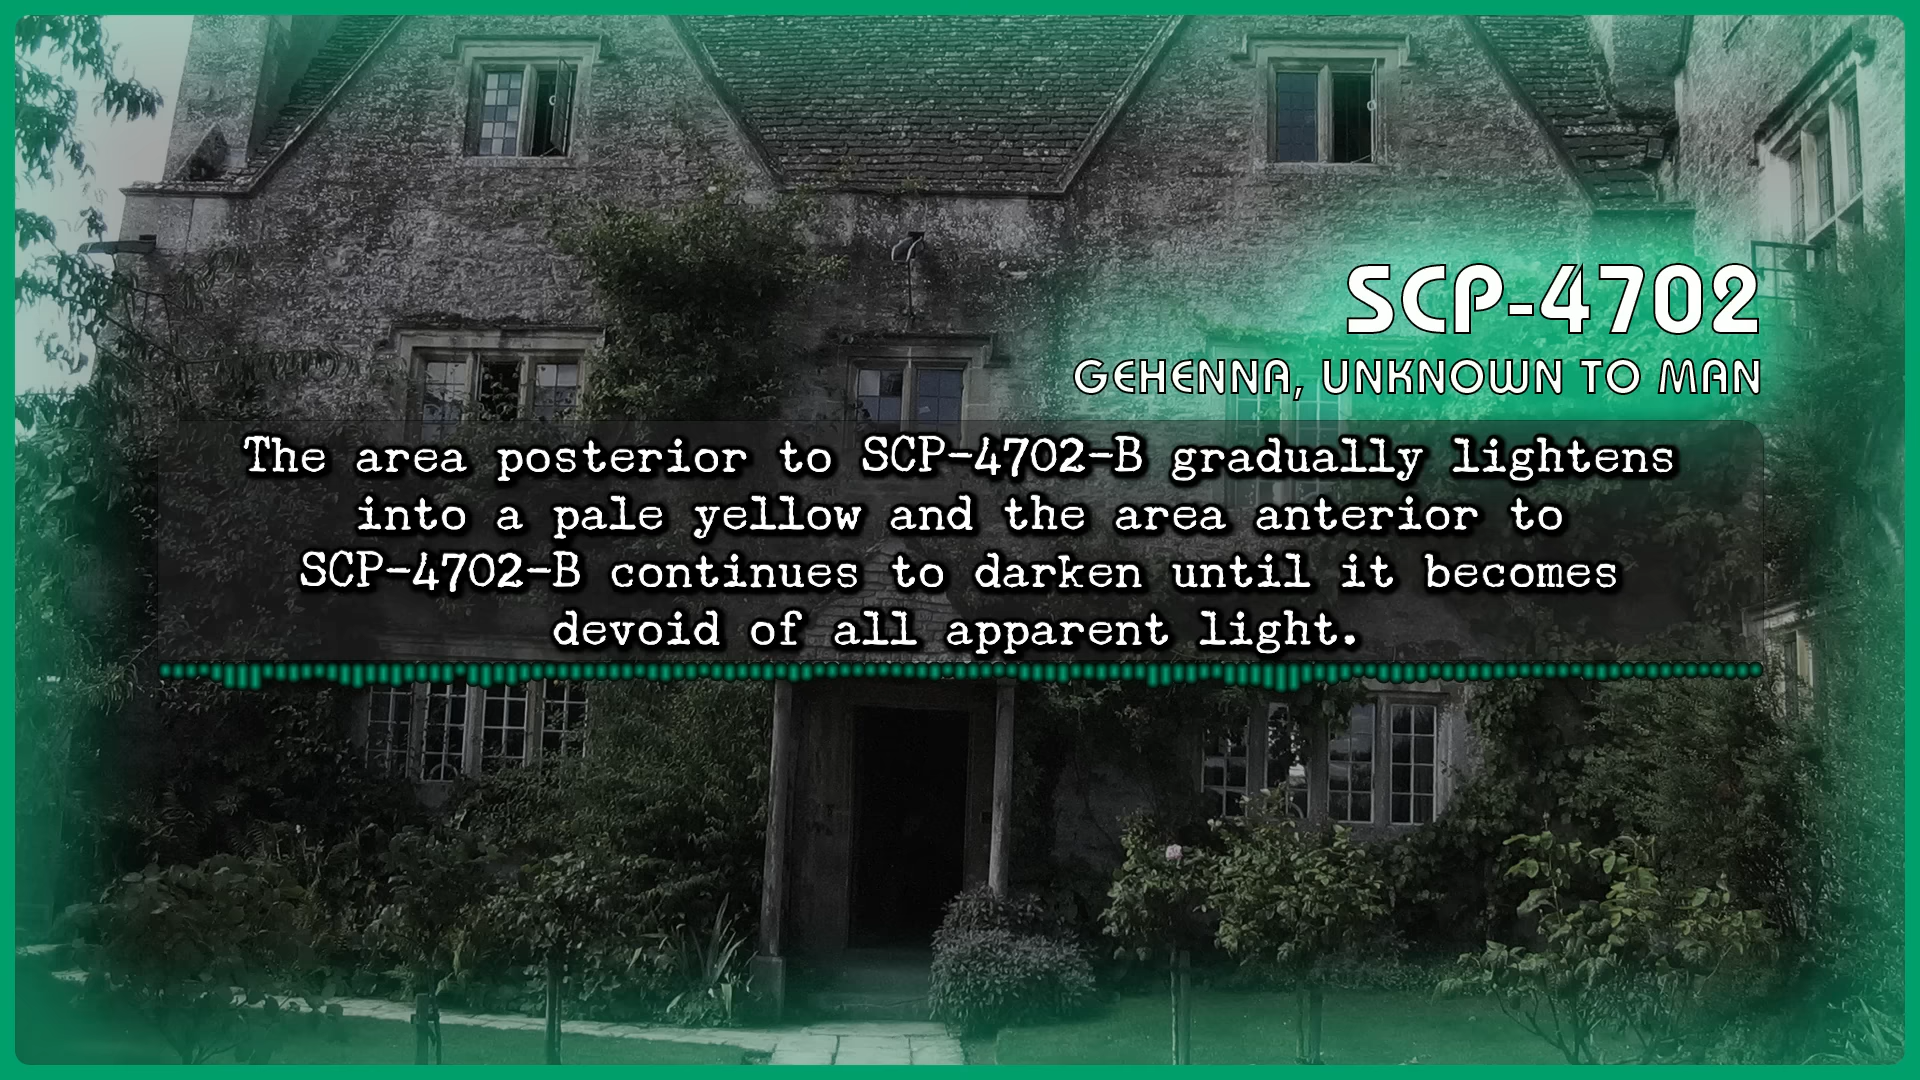 SCP-4702
GEHENNA, UNKNOWN TO MAN
The area posterior to SCP-4702-B gradually lightens
into a pale yellow and the area anterior to
SCP-4702-B continues to darken until it becomes
devoid of all apparent light.